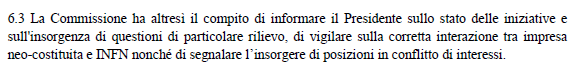 6.3 La Commissione ha altresì il compito di informare il Presidente sullo stato delle iniziative e
sull'insorgenza di questioni di particolare rilievo, di vigilare sulla corretta interazione tra impresa
neo-costituita e INFN nonché di segnalare l'insorgere di posizioni in conflitto di interessi.